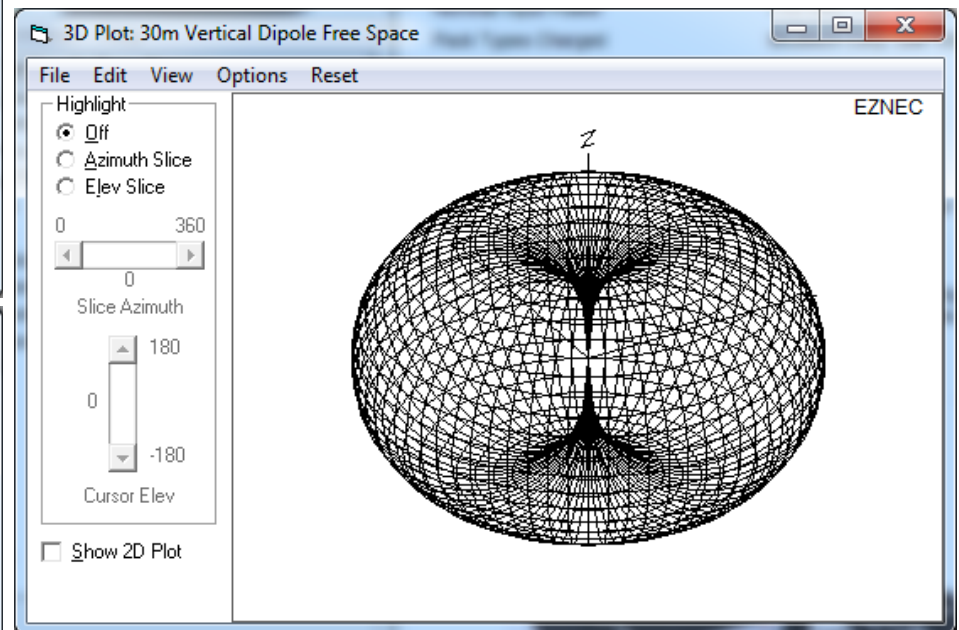 3D Plot: 30m Vertical Dipole Free Space
File Edit View Options Reset
EZNEC
Z
Highlight
Off
Azimuth Slice
Elev Slice
0 360
0
Slice Azimuth
180
0
-180
Cursor Elev
Show 2D Plot